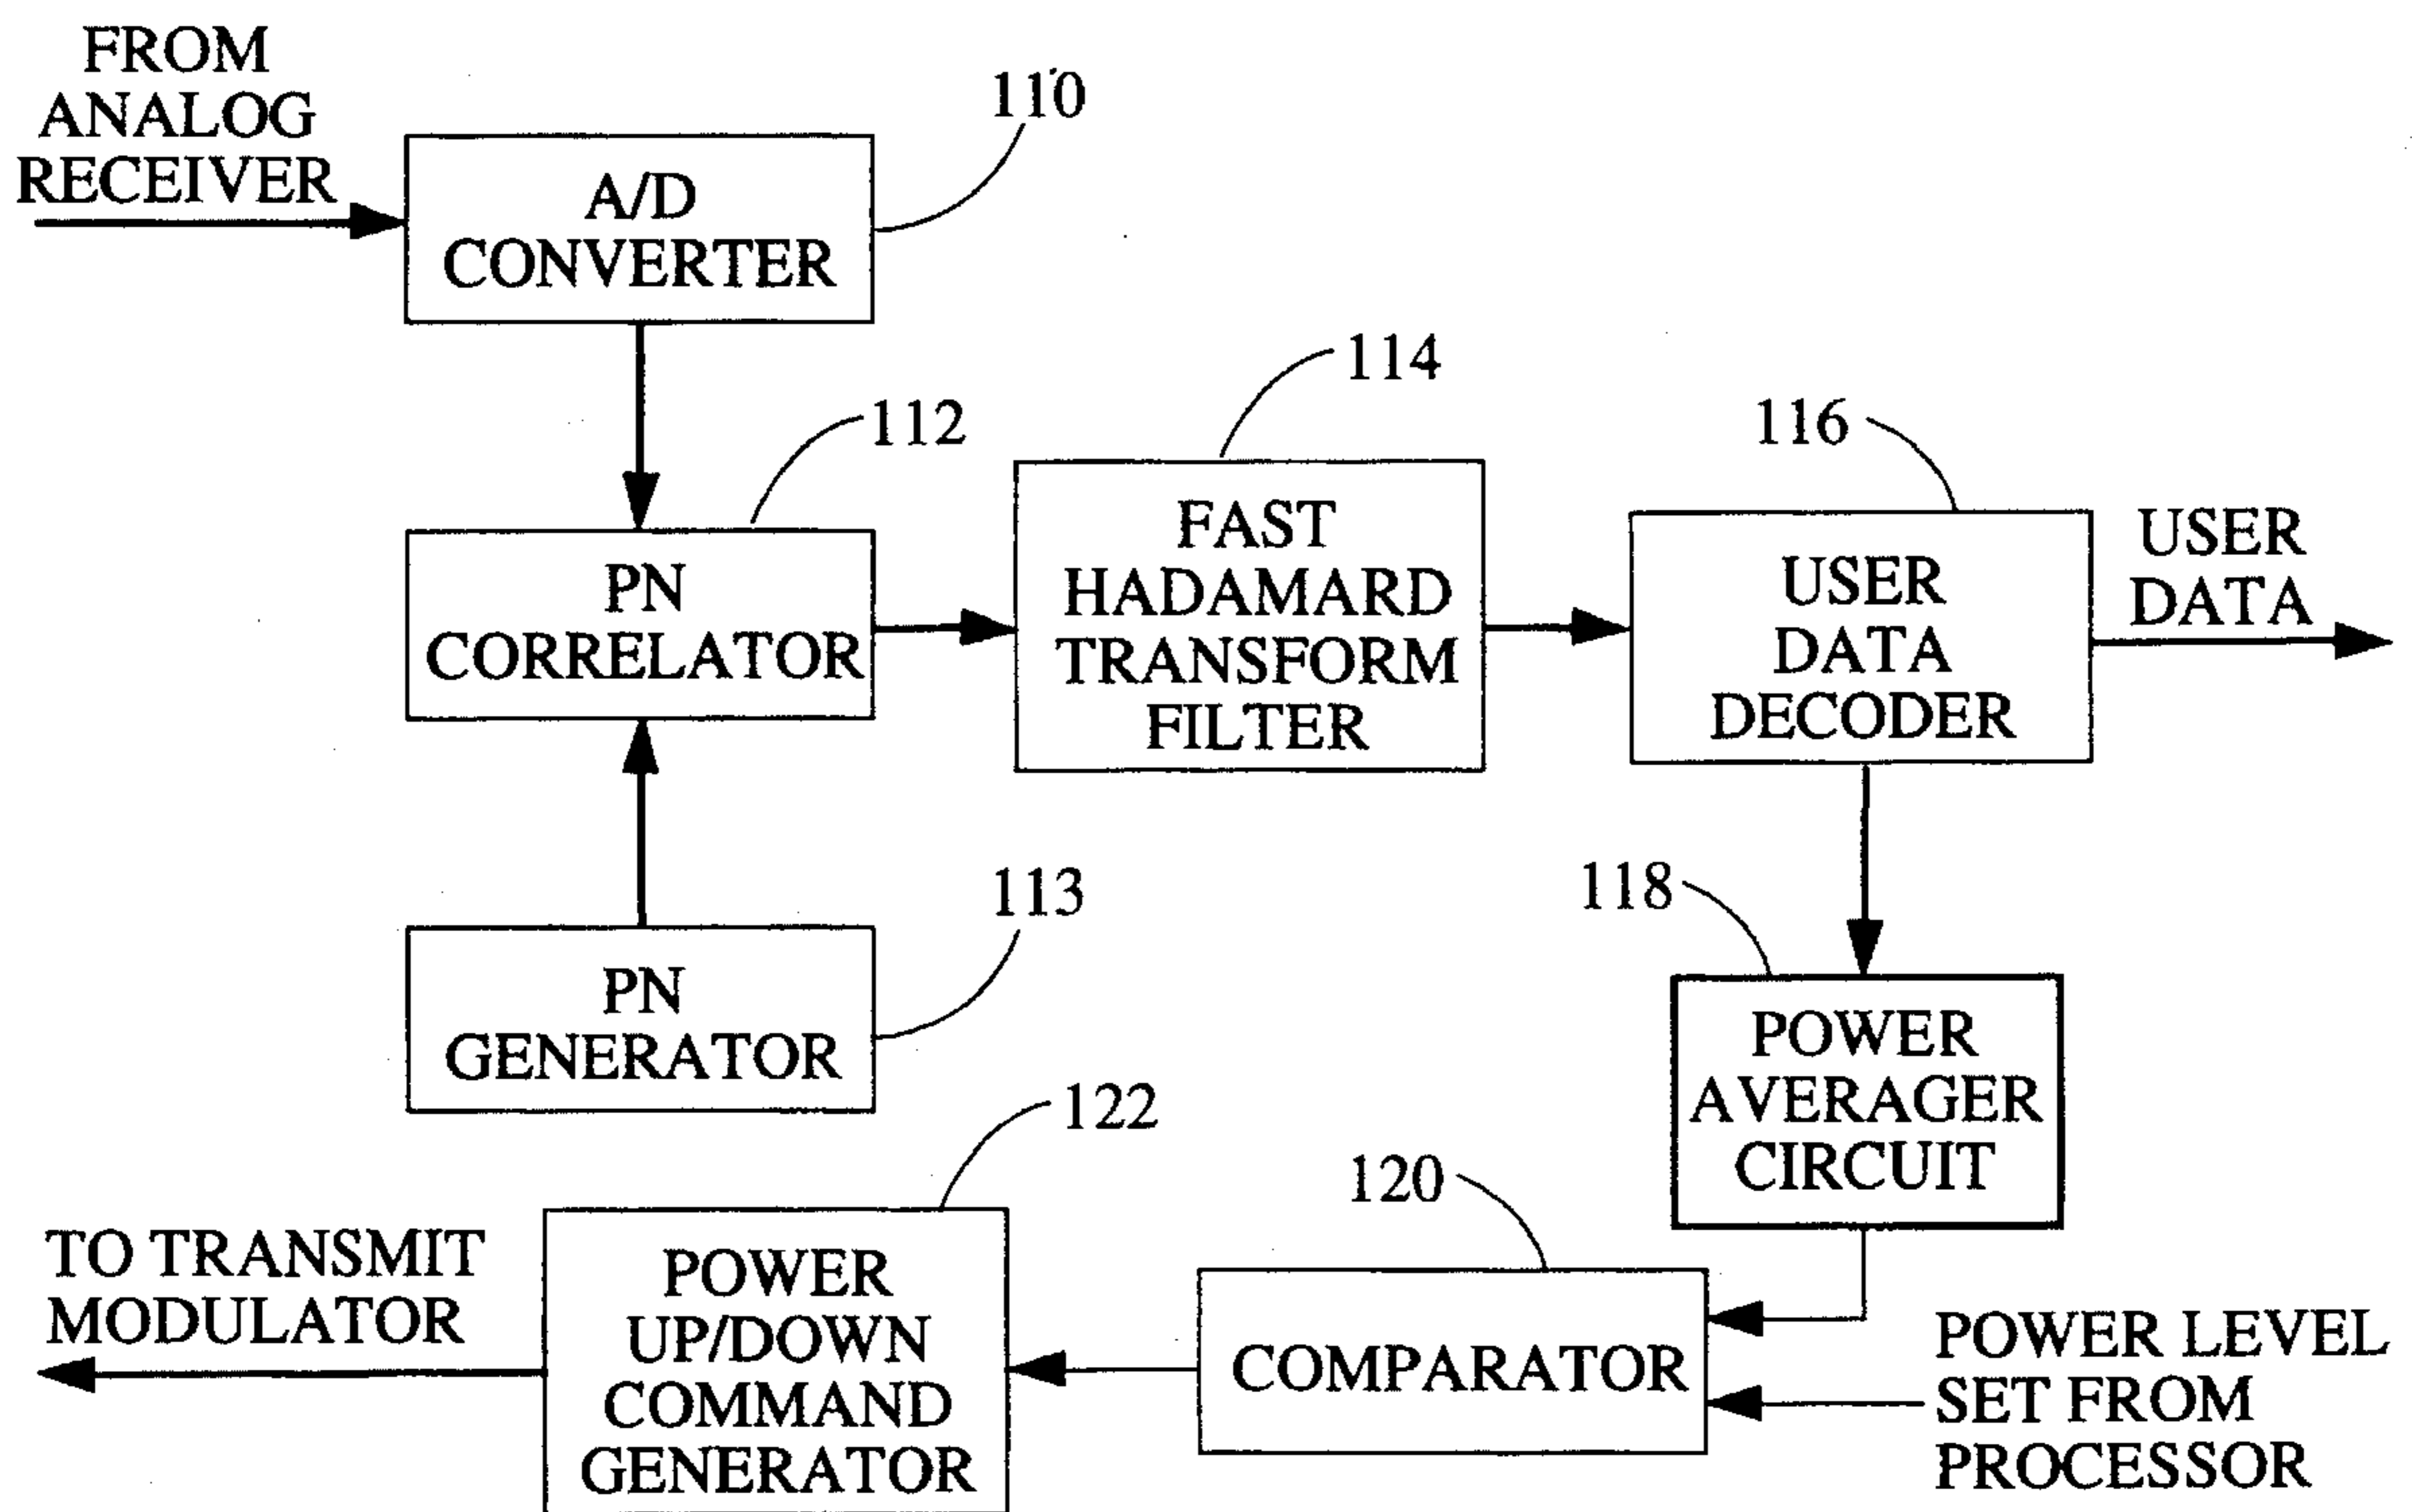 FROM
ANALOG
RECEIVER
110
A/D
CONVERTER
112
114
116
PN
CORRELATOR
FAST
HADAMARD
TRANSFORM
FILTER
USER
DATA
DECODER
USER
DATA
113
PN
GENERATOR
118
POWER
AVERAGER
CIRCUIT
122
120
TO TRANSMIT
MODULATOR
POWER
UP/DOWN
COMMAND
GENERATOR
COMPARATOR
POWER LEVEL
SET FROM
PROCESSOR